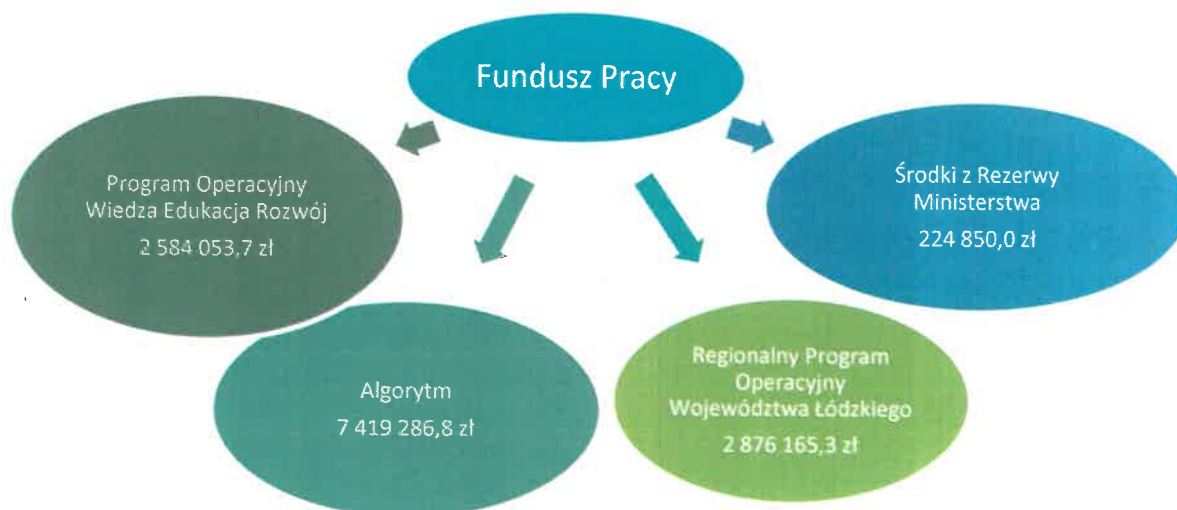 Fundusz Pracy
Program Operacyjny
Wiedza Edukacja Rozwój
2 584 053,7 zł
Algorytm
7 419 286,8 zł
Regionalny Program
Operacyjny
Województwa Łódzkiego
2 876 165,3 zł
Środki z Rezerwy
Ministerstwa
224 850,0 zł